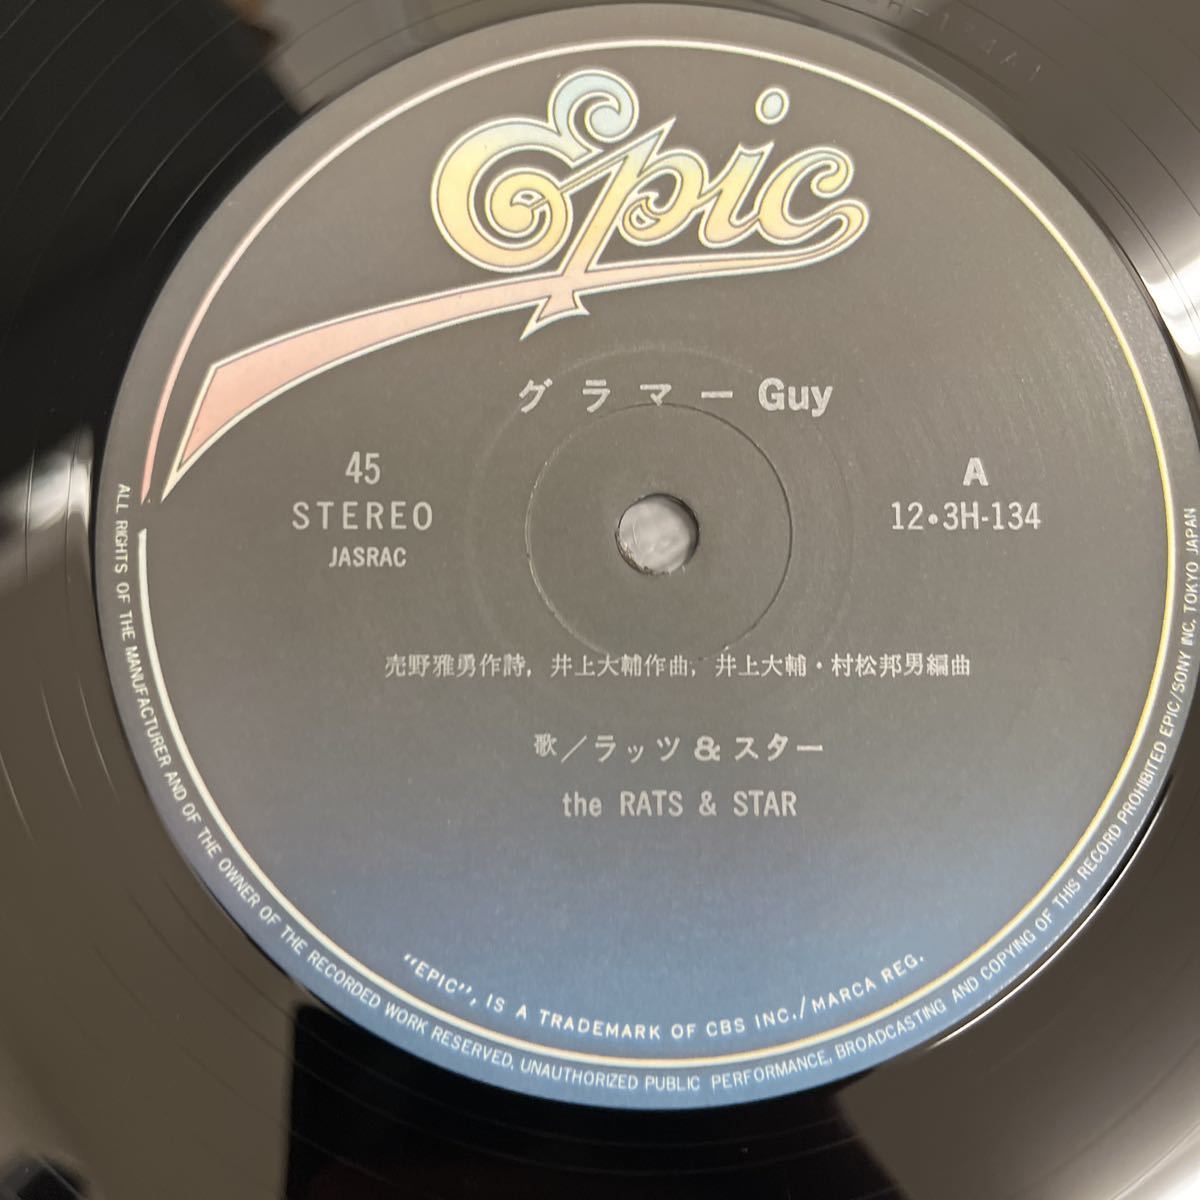 Epic
グラマー Guy
45
STEREO
JASRAC
A
12・3H-134
売野雅勇作詩, 井上大輔作曲, 井上大輔・村松邦男編曲
歌／ラッツ & スター
the RATS & STAR
"EPIC", IS A TRADEMARK OF CBS INC./MARCA REG.
ALL RIGHTS OF THE MANUFACTURER AND OF THE OWNER OF THE RECORDED WORK RESERVED, UNAUTHORIZED PUBLIC PERFORMANCE, BROADCASTING AND COPYING OF THIS RECORD PROHIBITED EPIC/SONY INC. TOKYO JAPAN